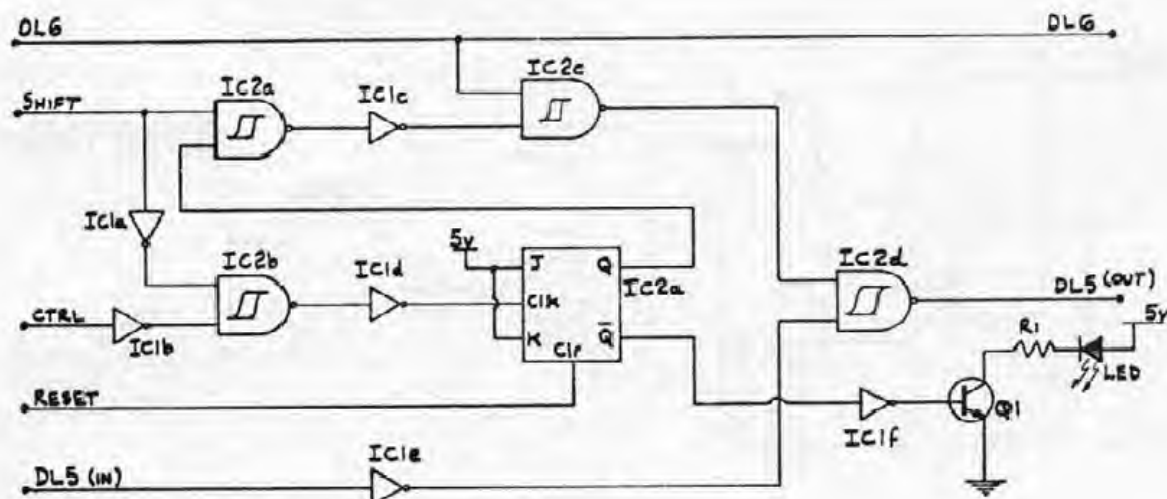 DL6
DL6
SHIFT
IC2a
IC1c
IC2c
IC1a
IC2b
IC1d
5v
J
Q
Clk
K
Q̅
Clr
IC2a
IC2d
DL5 (OUT)
5v
R1
LED
Q1
CTRL
IC1b
RESET
IC1f
DL5 (IN)
IC1e